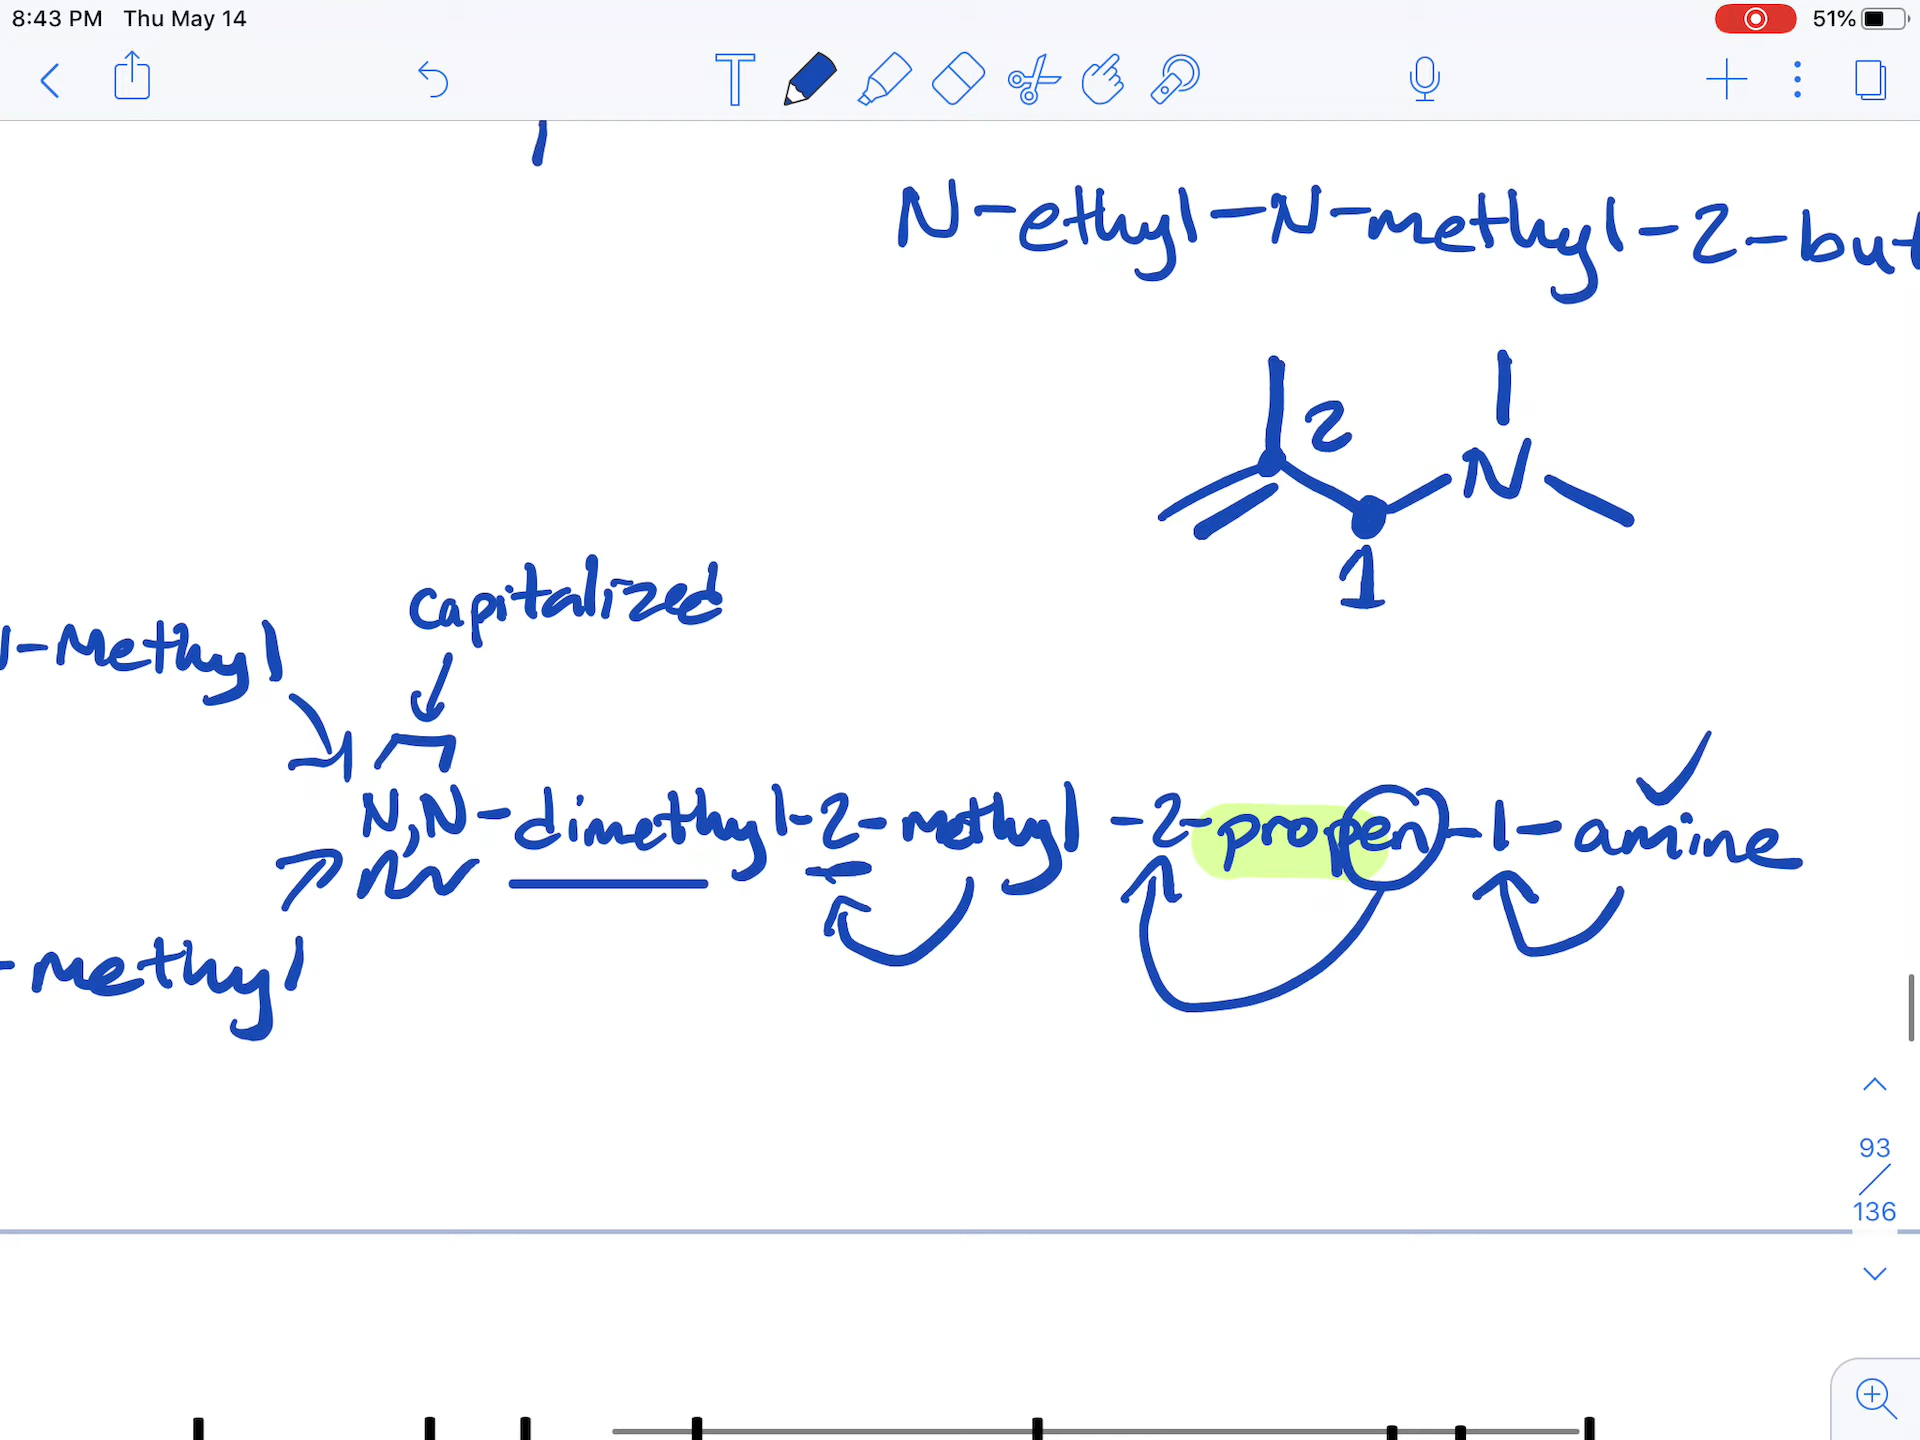 8:43 PM Thu May 14
51%
T
N-ethyl-N-methyl-2-but
2
N
1
capitalized
-Methyl
N,N-dimethyl-2-methyl-2-propen-1-amine
-methyl
93
136